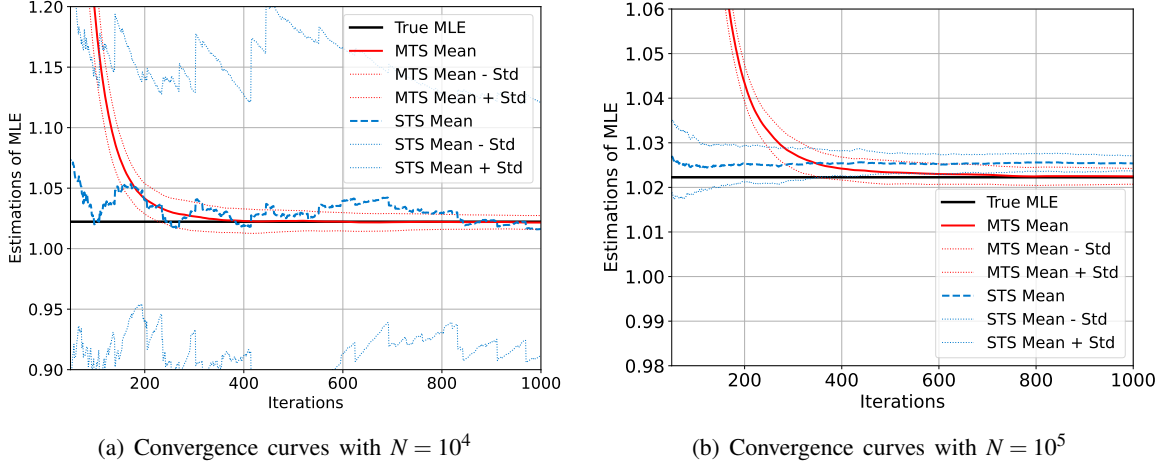 1.20
1.15
1.10
1.05
1.00
0.95
0.90
Estimations of MLE
True MLE
MTS Mean
MTS Mean - Std
MTS Mean + Std
STS Mean
STS Mean - Std
STS Mean + Std
200
400
600
800
1000
Iterations
(a) Convergence curves with N = 10⁴
1.06
1.05
1.04
1.03
1.02
1.01
1.00
0.99
0.98
Estimations of MLE
True MLE
MTS Mean
MTS Mean - Std
MTS Mean + Std
STS Mean
STS Mean - Std
STS Mean + Std
200
400
600
800
1000
Iterations
(b) Convergence curves with N = 10⁵